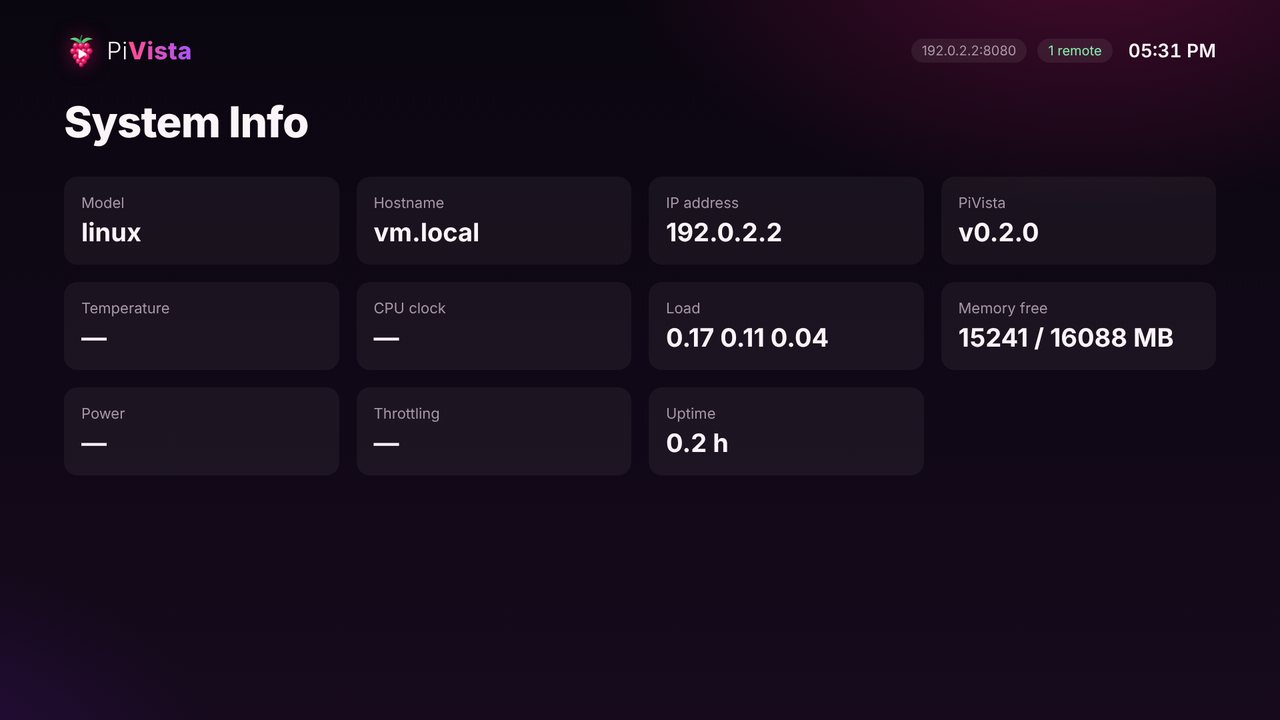 PiVista
192.0.2.2:8080
1 remote
05:31 PM
System Info
Model
linux
Hostname
vm.local
IP address
192.0.2.2
PiVista
v0.2.0
Temperature
—
CPU clock
—
Load
0.17 0.11 0.04
Memory free
15241 / 16088 MB
Power
—
Throttling
—
Uptime
0.2 h